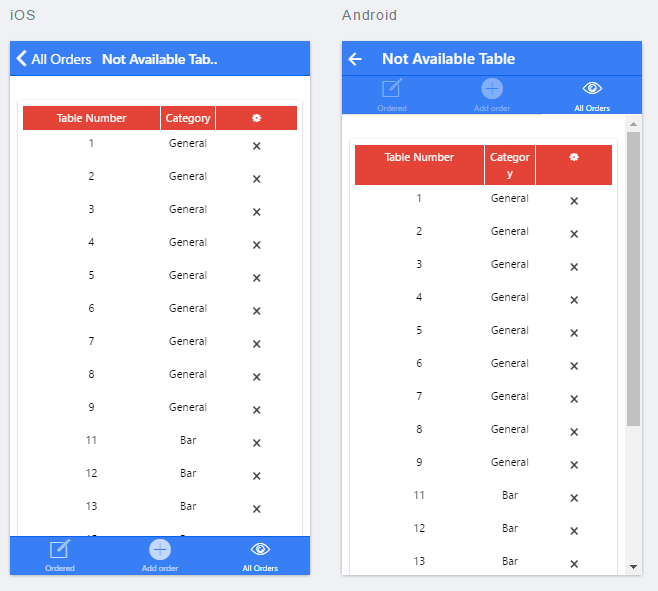 iOS
All Orders Not Available Tab..
Table Number Category
1 General
2 General
3 General
4 General
5 General
6 General
7 General
8 General
9 General
11 Bar
12 Bar
13 Bar
Ordered Add order All Orders
Android
Not Available Table
Ordered Add order All Orders
Table Number Categor
y
1 General
2 General
3 General
4 General
5 General
6 General
7 General
8 General
9 General
11 Bar
12 Bar
13 Bar